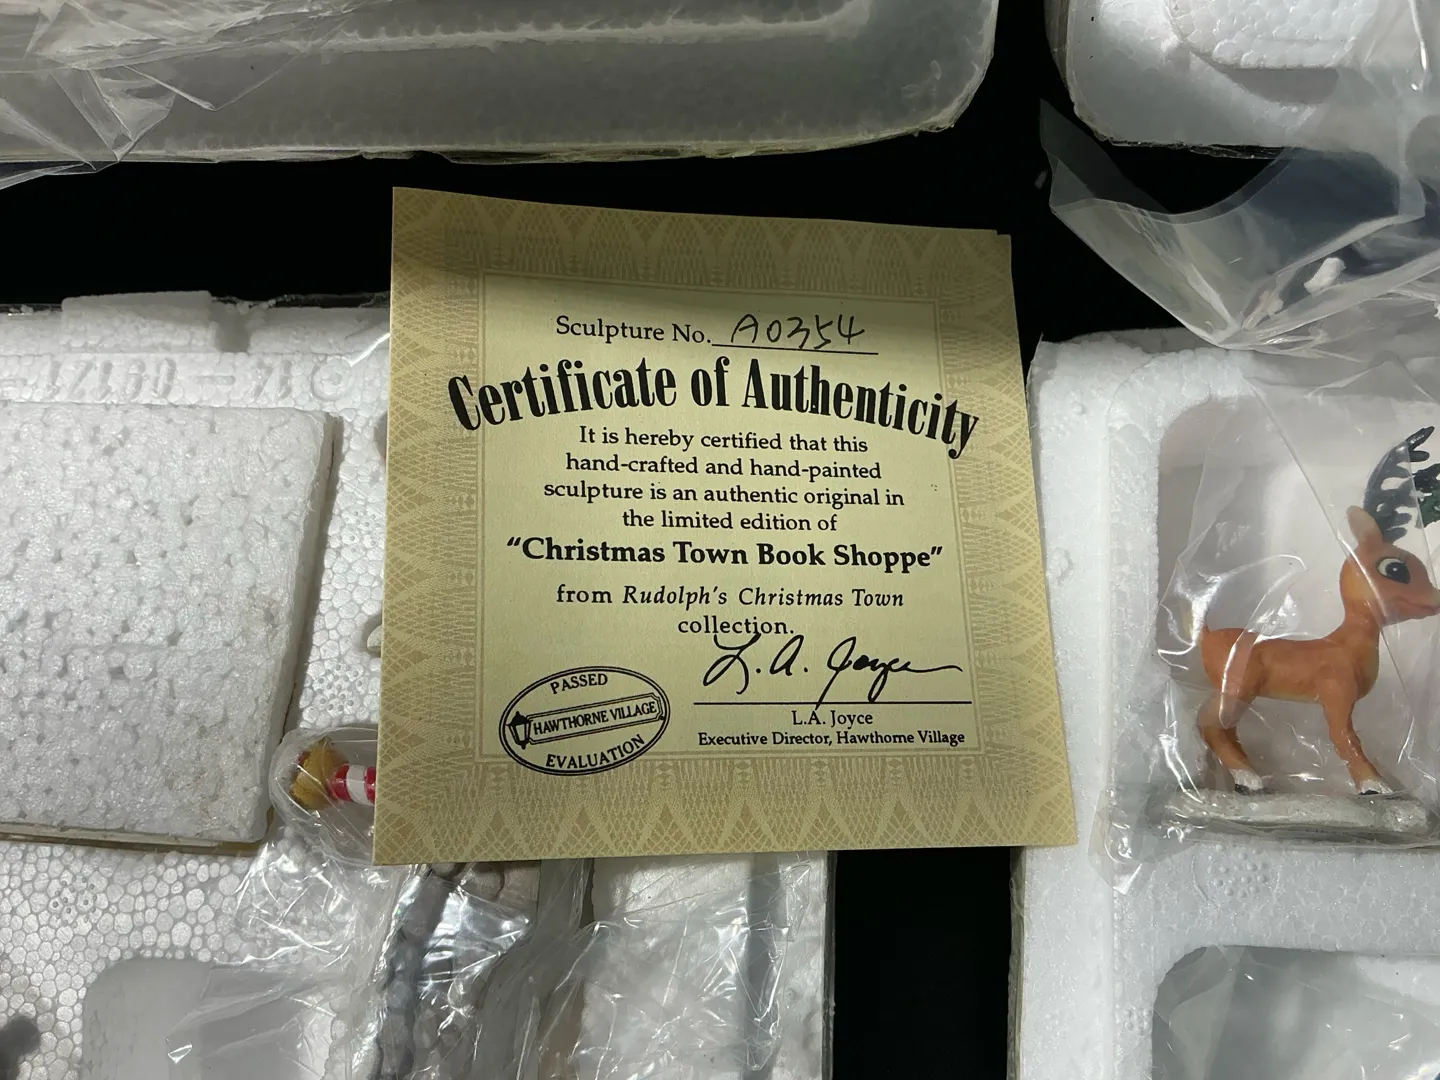 Sculpture No. A0354
Certificate of Authenticity
It is hereby certified that this
hand-crafted and hand-painted
sculpture is an authentic original in
the limited edition of
“Christmas Town Book Shoppe”
from Rudolph's Christmas Town
collection.
L. A. Joyce
L.A. Joyce
Executive Director, Hawthorne Village
PASSED
HAWTHORNE VILLAGE
EVALUATION